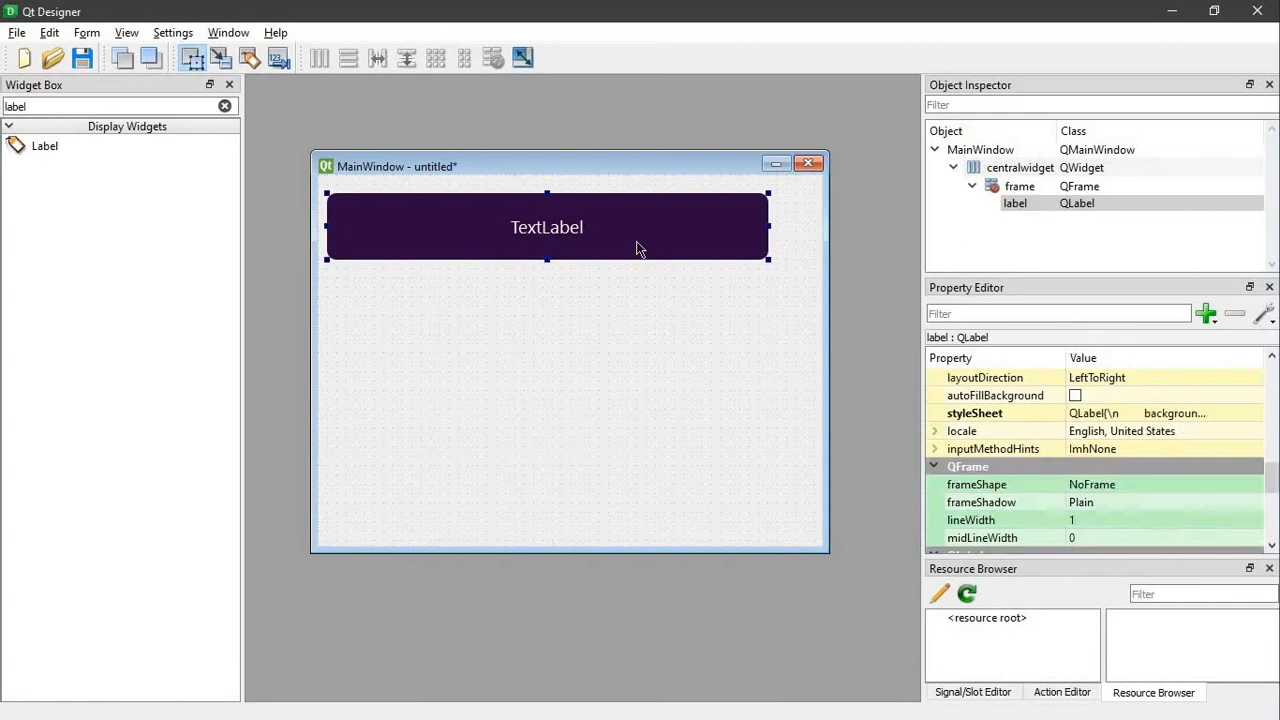 Qt Designer
File Edit Form View Settings Window Help
Widget Box
label
Display Widgets
Label
MainWindow - untitled*
TextLabel
Object Inspector
Filter
Object Class
MainWindow QMainWindow
centralwidget QWidget
frame QFrame
label QLabel
Property Editor
Filter
label : QLabel
Property Value
layoutDirection LeftToRight
autoFillBackground
styleSheet QLabel{\n backgroun...
locale English, United States
inputMethodHints ImhNone
QFrame
frameShape NoFrame
frameShadow Plain
lineWidth 1
midLineWidth 0
Resource Browser
Filter
<resource root>
Signal/Slot Editor Action Editor Resource Browser